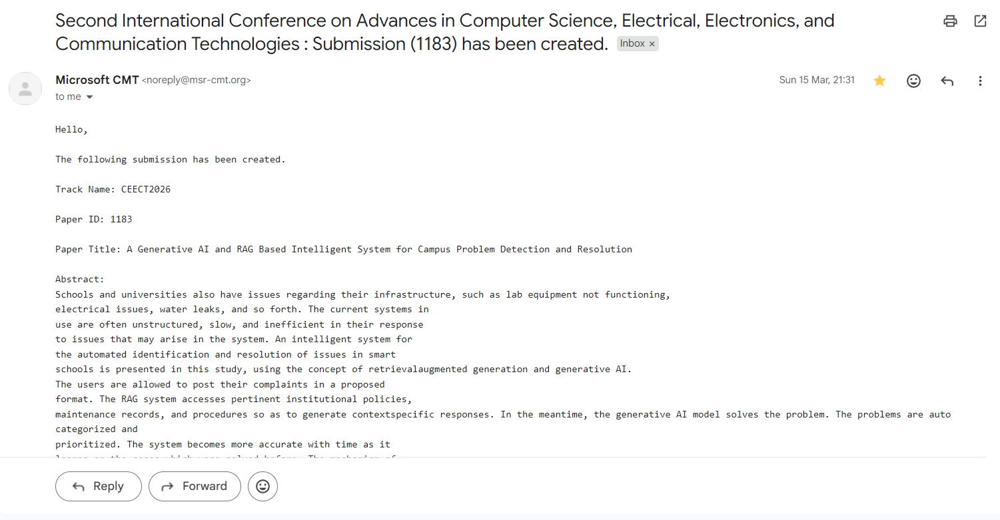 Second International Conference on Advances in Computer Science, Electrical, Electronics, and
Communication Technologies : Submission (1183) has been created. Inbox ×
Microsoft CMT <noreply@msr-cmt.org>
Sun 15 Mar, 21:31
to me
Hello,
The following submission has been created.
Track Name: CEECT2026
Paper ID: 1183
Paper Title: A Generative AI and RAG Based Intelligent System for Campus Problem Detection and Resolution
Abstract:
Schools and universities also have issues regarding their infrastructure, such as lab equipment not functioning,
electrical issues, water leaks, and so forth. The current systems in
use are often unstructured, slow, and inefficient in their response
to issues that may arise in the system. An intelligent system for
the automated identification and resolution of issues in smart
schools is presented in this study, using the concept of retrievalaugmented generation and generative AI.
The users are allowed to post their complaints in a proposed
format. The RAG system accesses pertinent institutional policies,
maintenance records, and procedures so as to generate contextspecific responses. In the meantime, the generative AI model solves the problem. The problems are auto
categorized and
prioritized. The system becomes more accurate with time as it
Reply
Forward